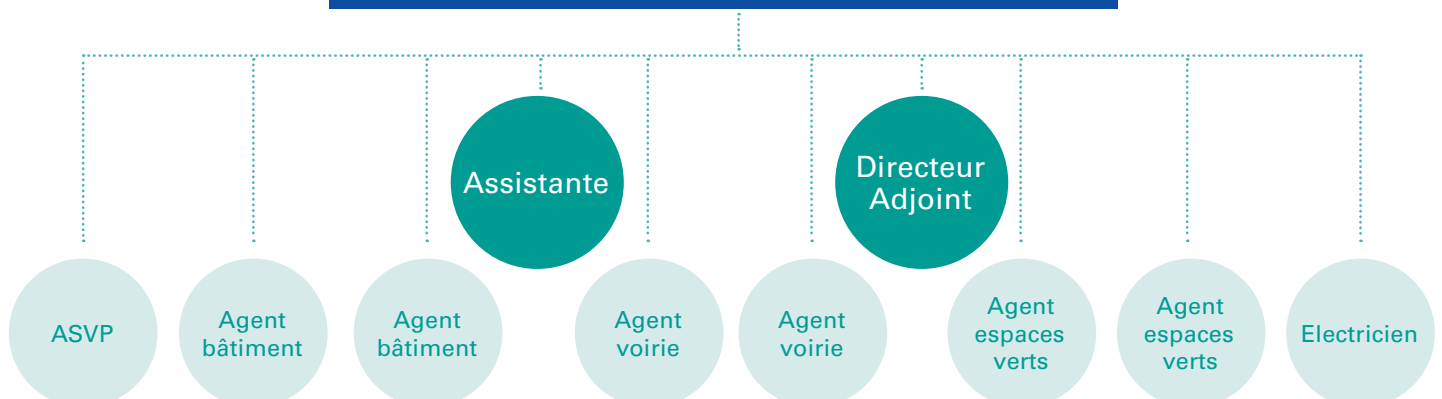 Assistante
Directeur
Adjoint
ASVP
Agent
bâtiment
Agent
bâtiment
Agent
voirie
Agent
voirie
Agent
espaces
verts
Agent
espaces
verts
Electricien